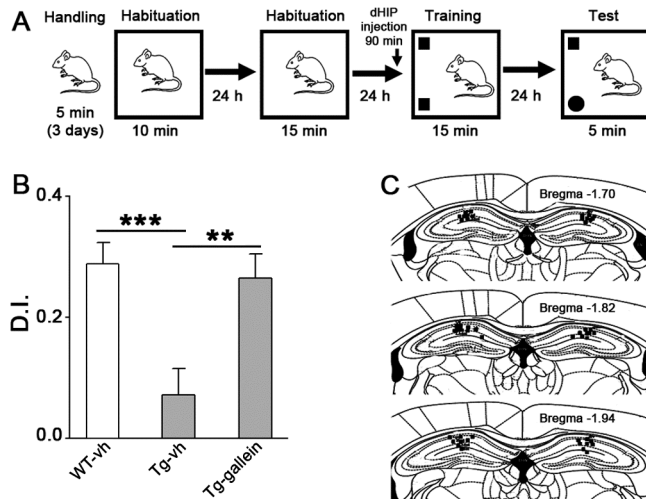 A
Handling
5 min
(3 days)
Habituation
10 min
24 h
Habituation
15 min
dHIP
injection
90 min
24 h
Training
15 min
24 h
Test
5 min
B
D.I.
0.4
0.2
0.0
***
**
WT-vh
Tg-vh
Tg-gallein
C
Bregma -1.70
Bregma -1.82
Bregma -1.94